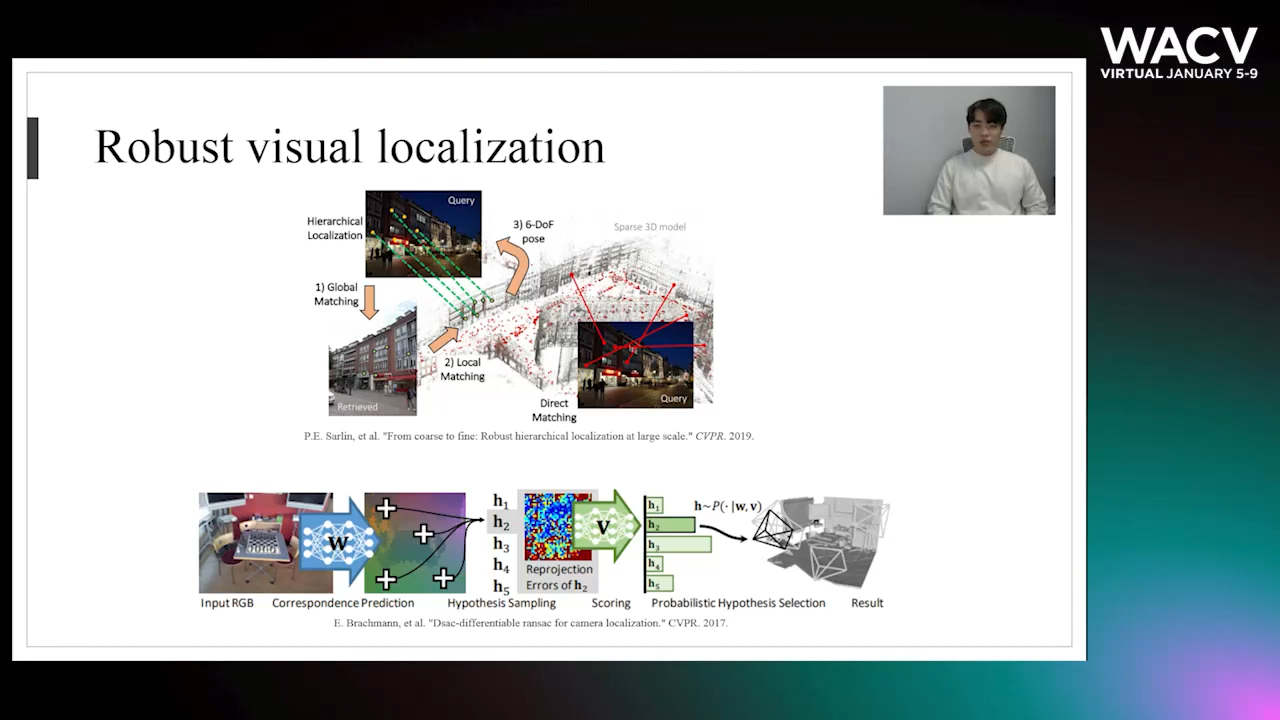 WACV
VIRTUAL JANUARY 5-9
Robust visual localization
Hierarchical
Localization
Query
3) 6-DoF
pose
Sparse 3D model
1) Global
Matching
2) Local
Matching
Retrieved
Direct
Matching
Query
P.E. Sarlin, et al. "From coarse to fine: Robust hierarchical localization at large scale." CVPR. 2019.
w
h₁
h₂
h₃
h₄
h₅
Reprojection
Errors of h₂
v
h₁
h₂
h₃
h₄
h₅
h~P(· |w, v)
Input RGB Correspondence Prediction Hypothesis Sampling Scoring Probabilistic Hypothesis Selection Result
E. Brachmann, et al. "Dsac-differentiable ransac for camera localization." CVPR. 2017.